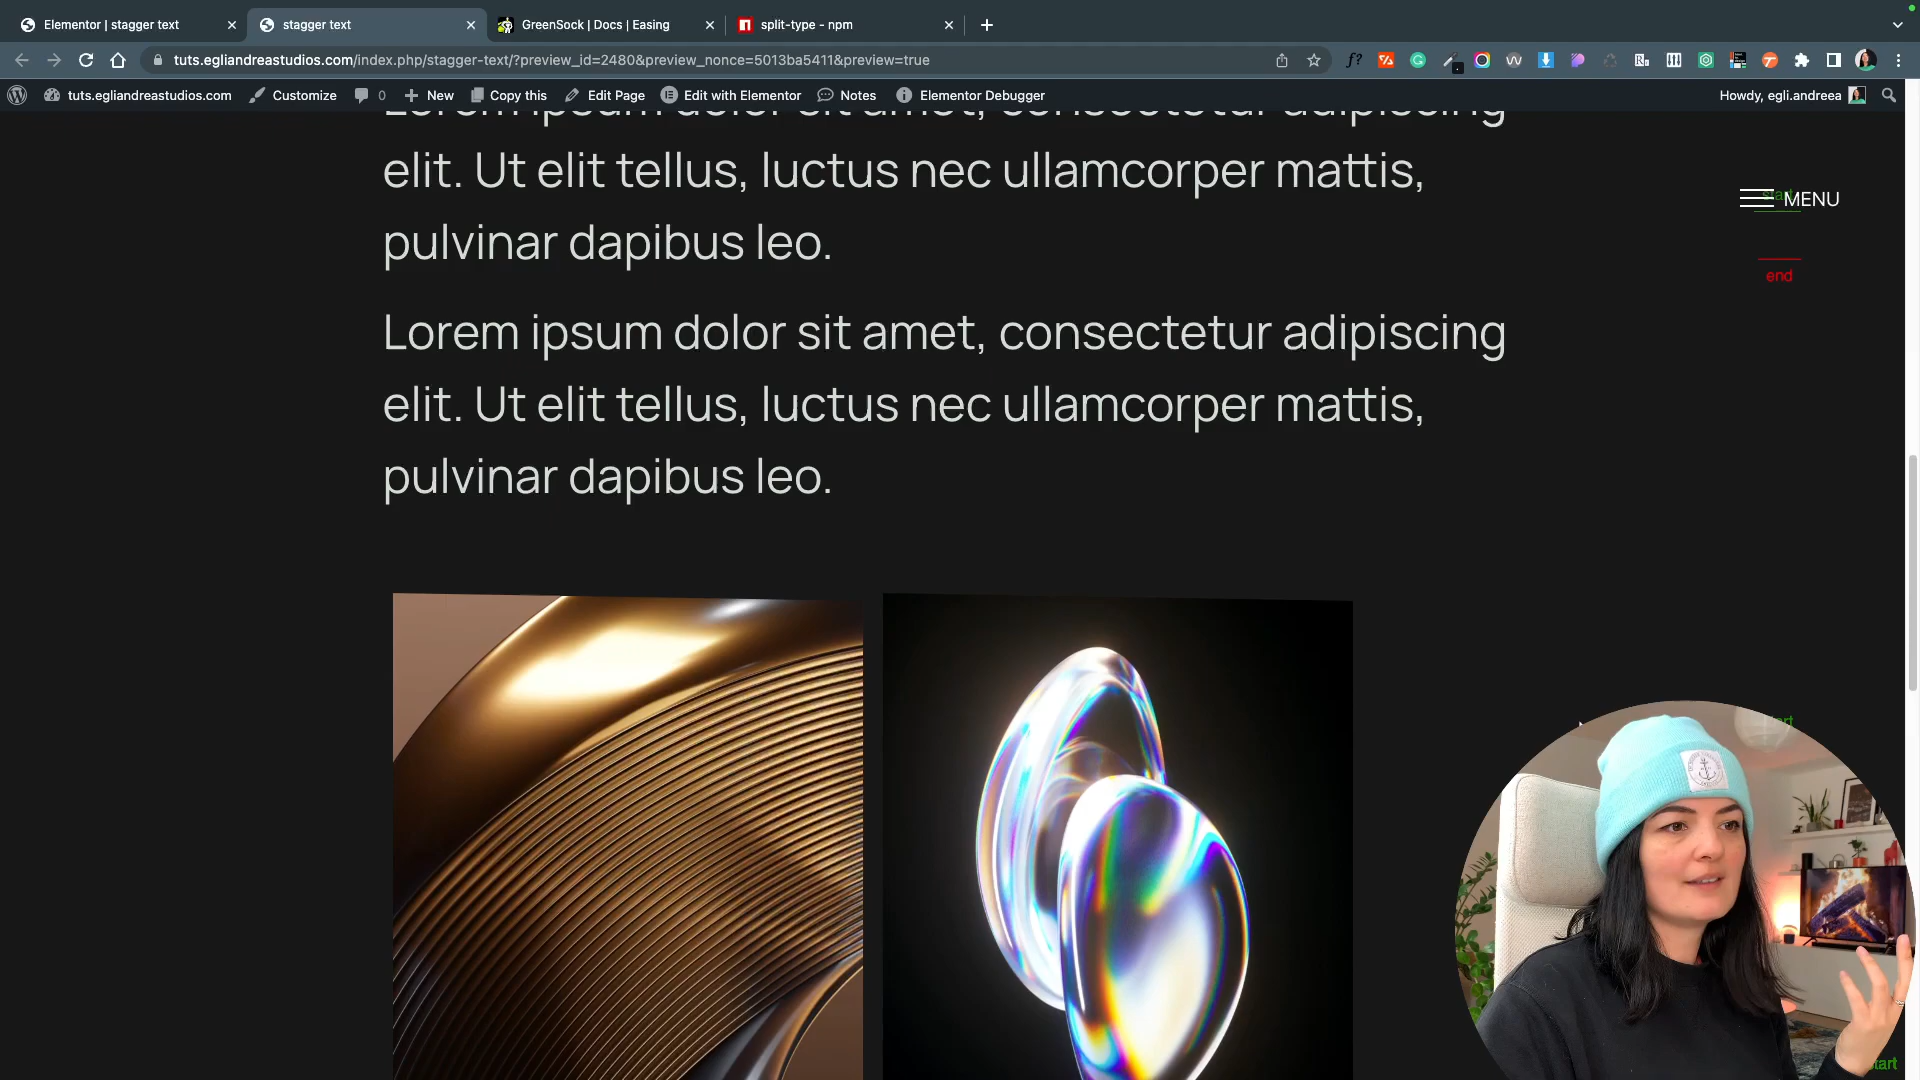 Elementor | stagger text
stagger text
GreenSock | Docs | Easing
split-type - npm
tuts.egliandreastudios.com/index.php/stagger-text/?preview_id=2480&preview_nonce=5013ba5411&preview=true
tuts.egliandreastudios.com Customize 0 New Copy this Edit Page Edit with Elementor Notes Elementor Debugger Howdy, egli.andreea
Lorem ipsum dolor sit amet, consectetur adipiscing
elit. Ut elit tellus, luctus nec ullamcorper mattis,
pulvinar dapibus leo.
start
MENU
end
Lorem ipsum dolor sit amet, consectetur adipiscing
elit. Ut elit tellus, luctus nec ullamcorper mattis,
pulvinar dapibus leo.